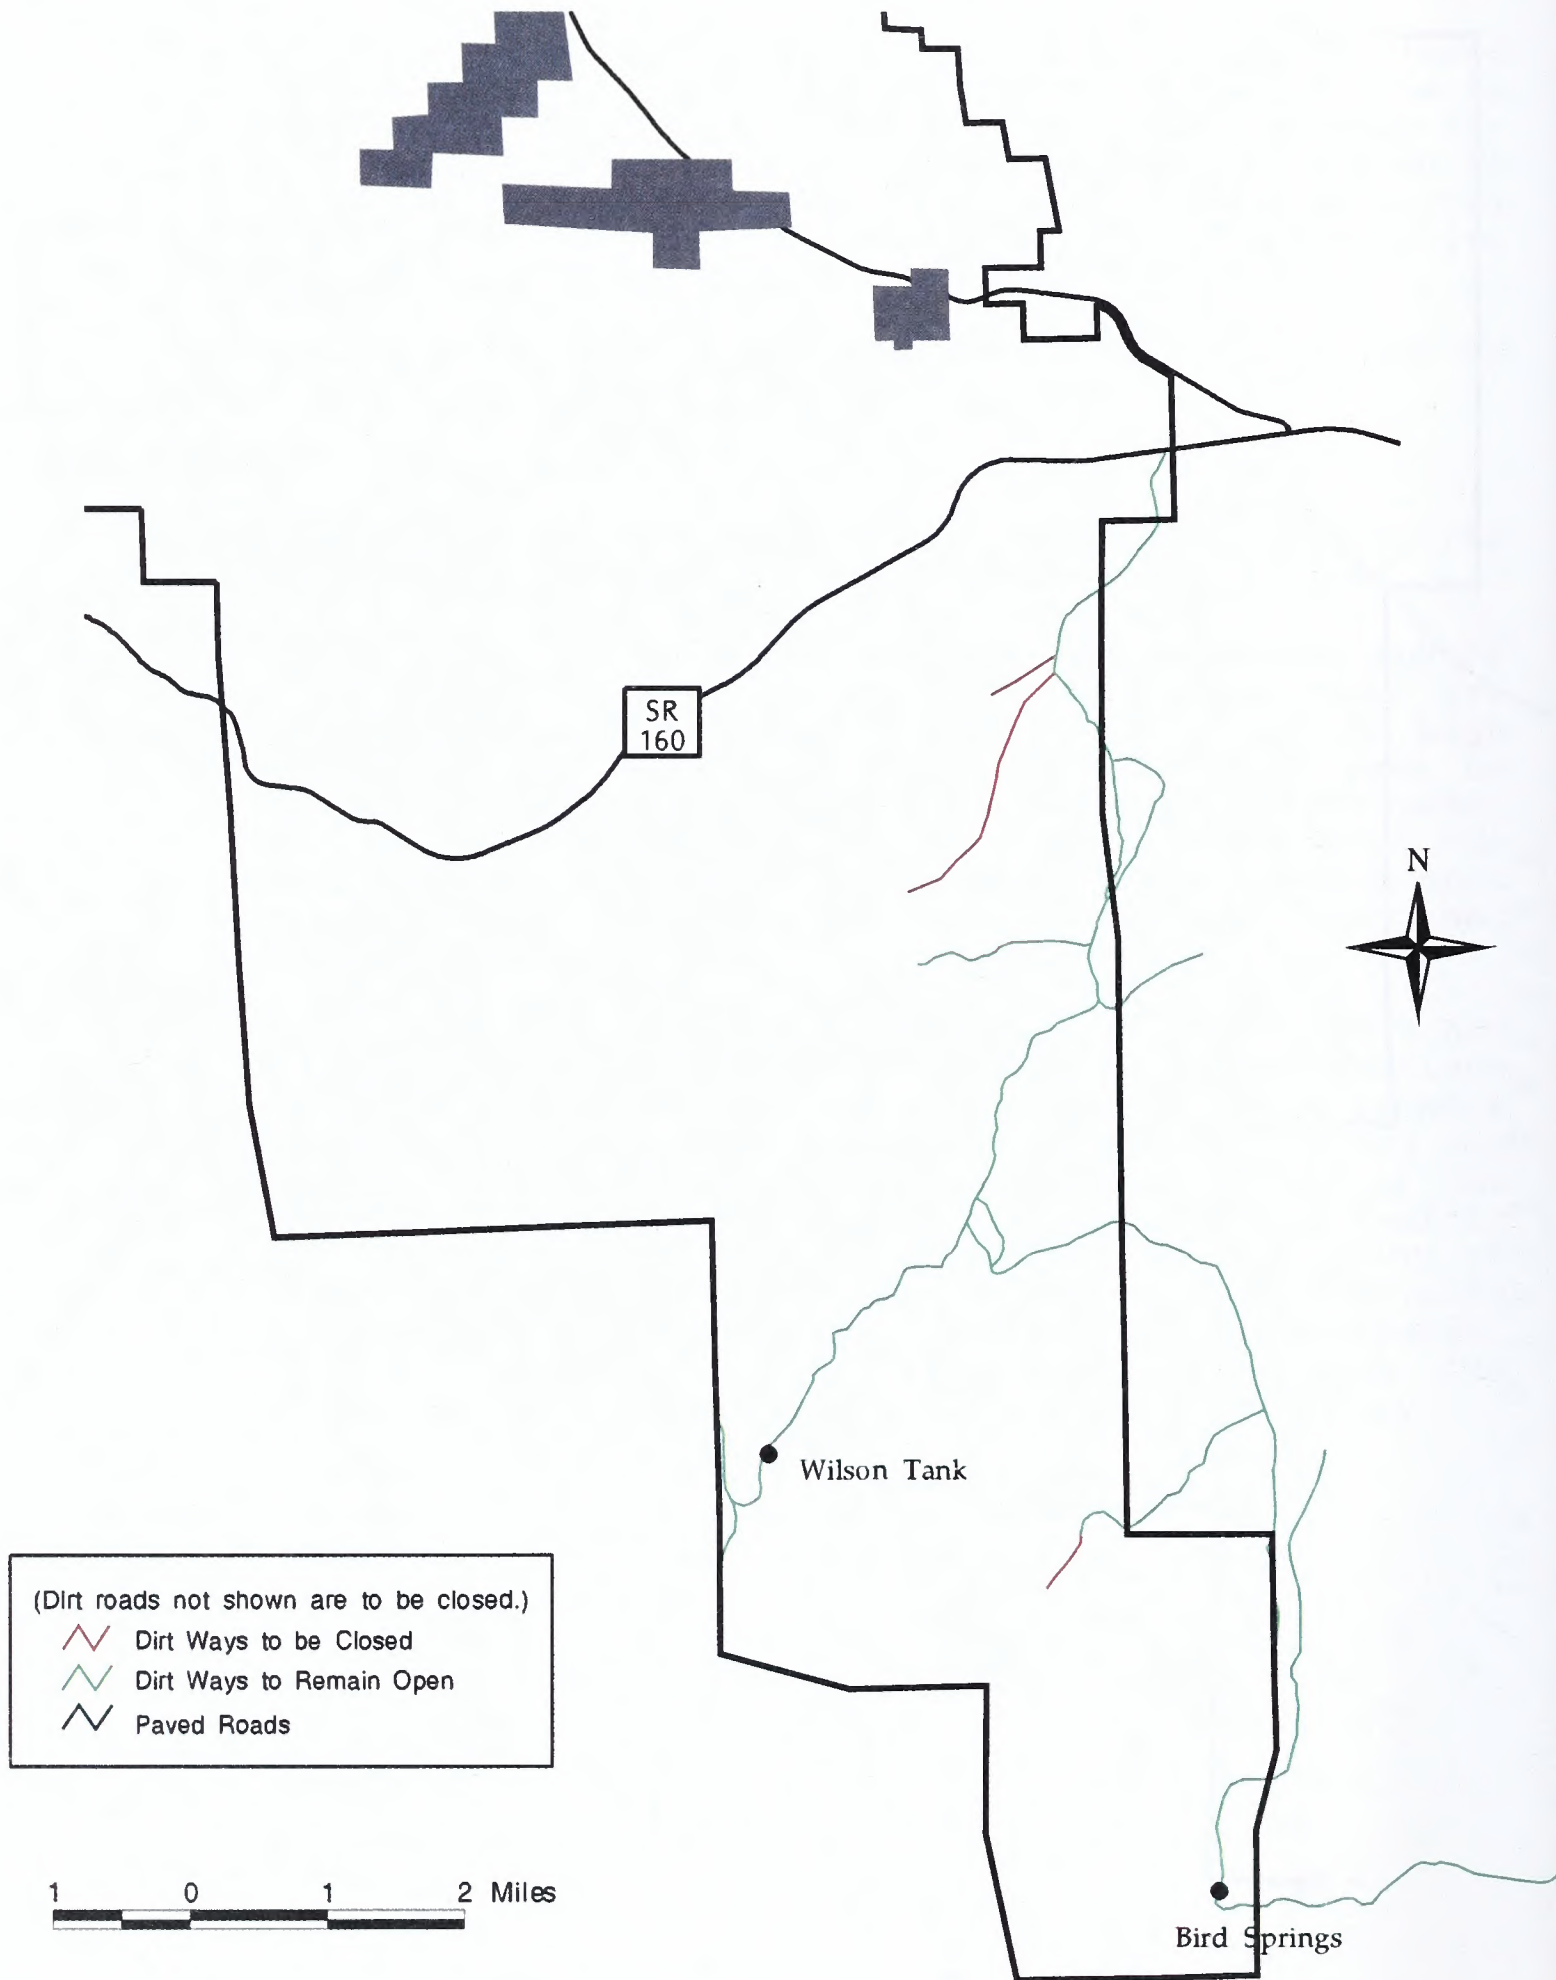 SR
160
N
Wilson Tank
(Dirt roads not shown are to be closed.)
Dirt Ways to be Closed
Dirt Ways to Remain Open
Paved Roads
1 0 1 2 Miles
Bird Springs